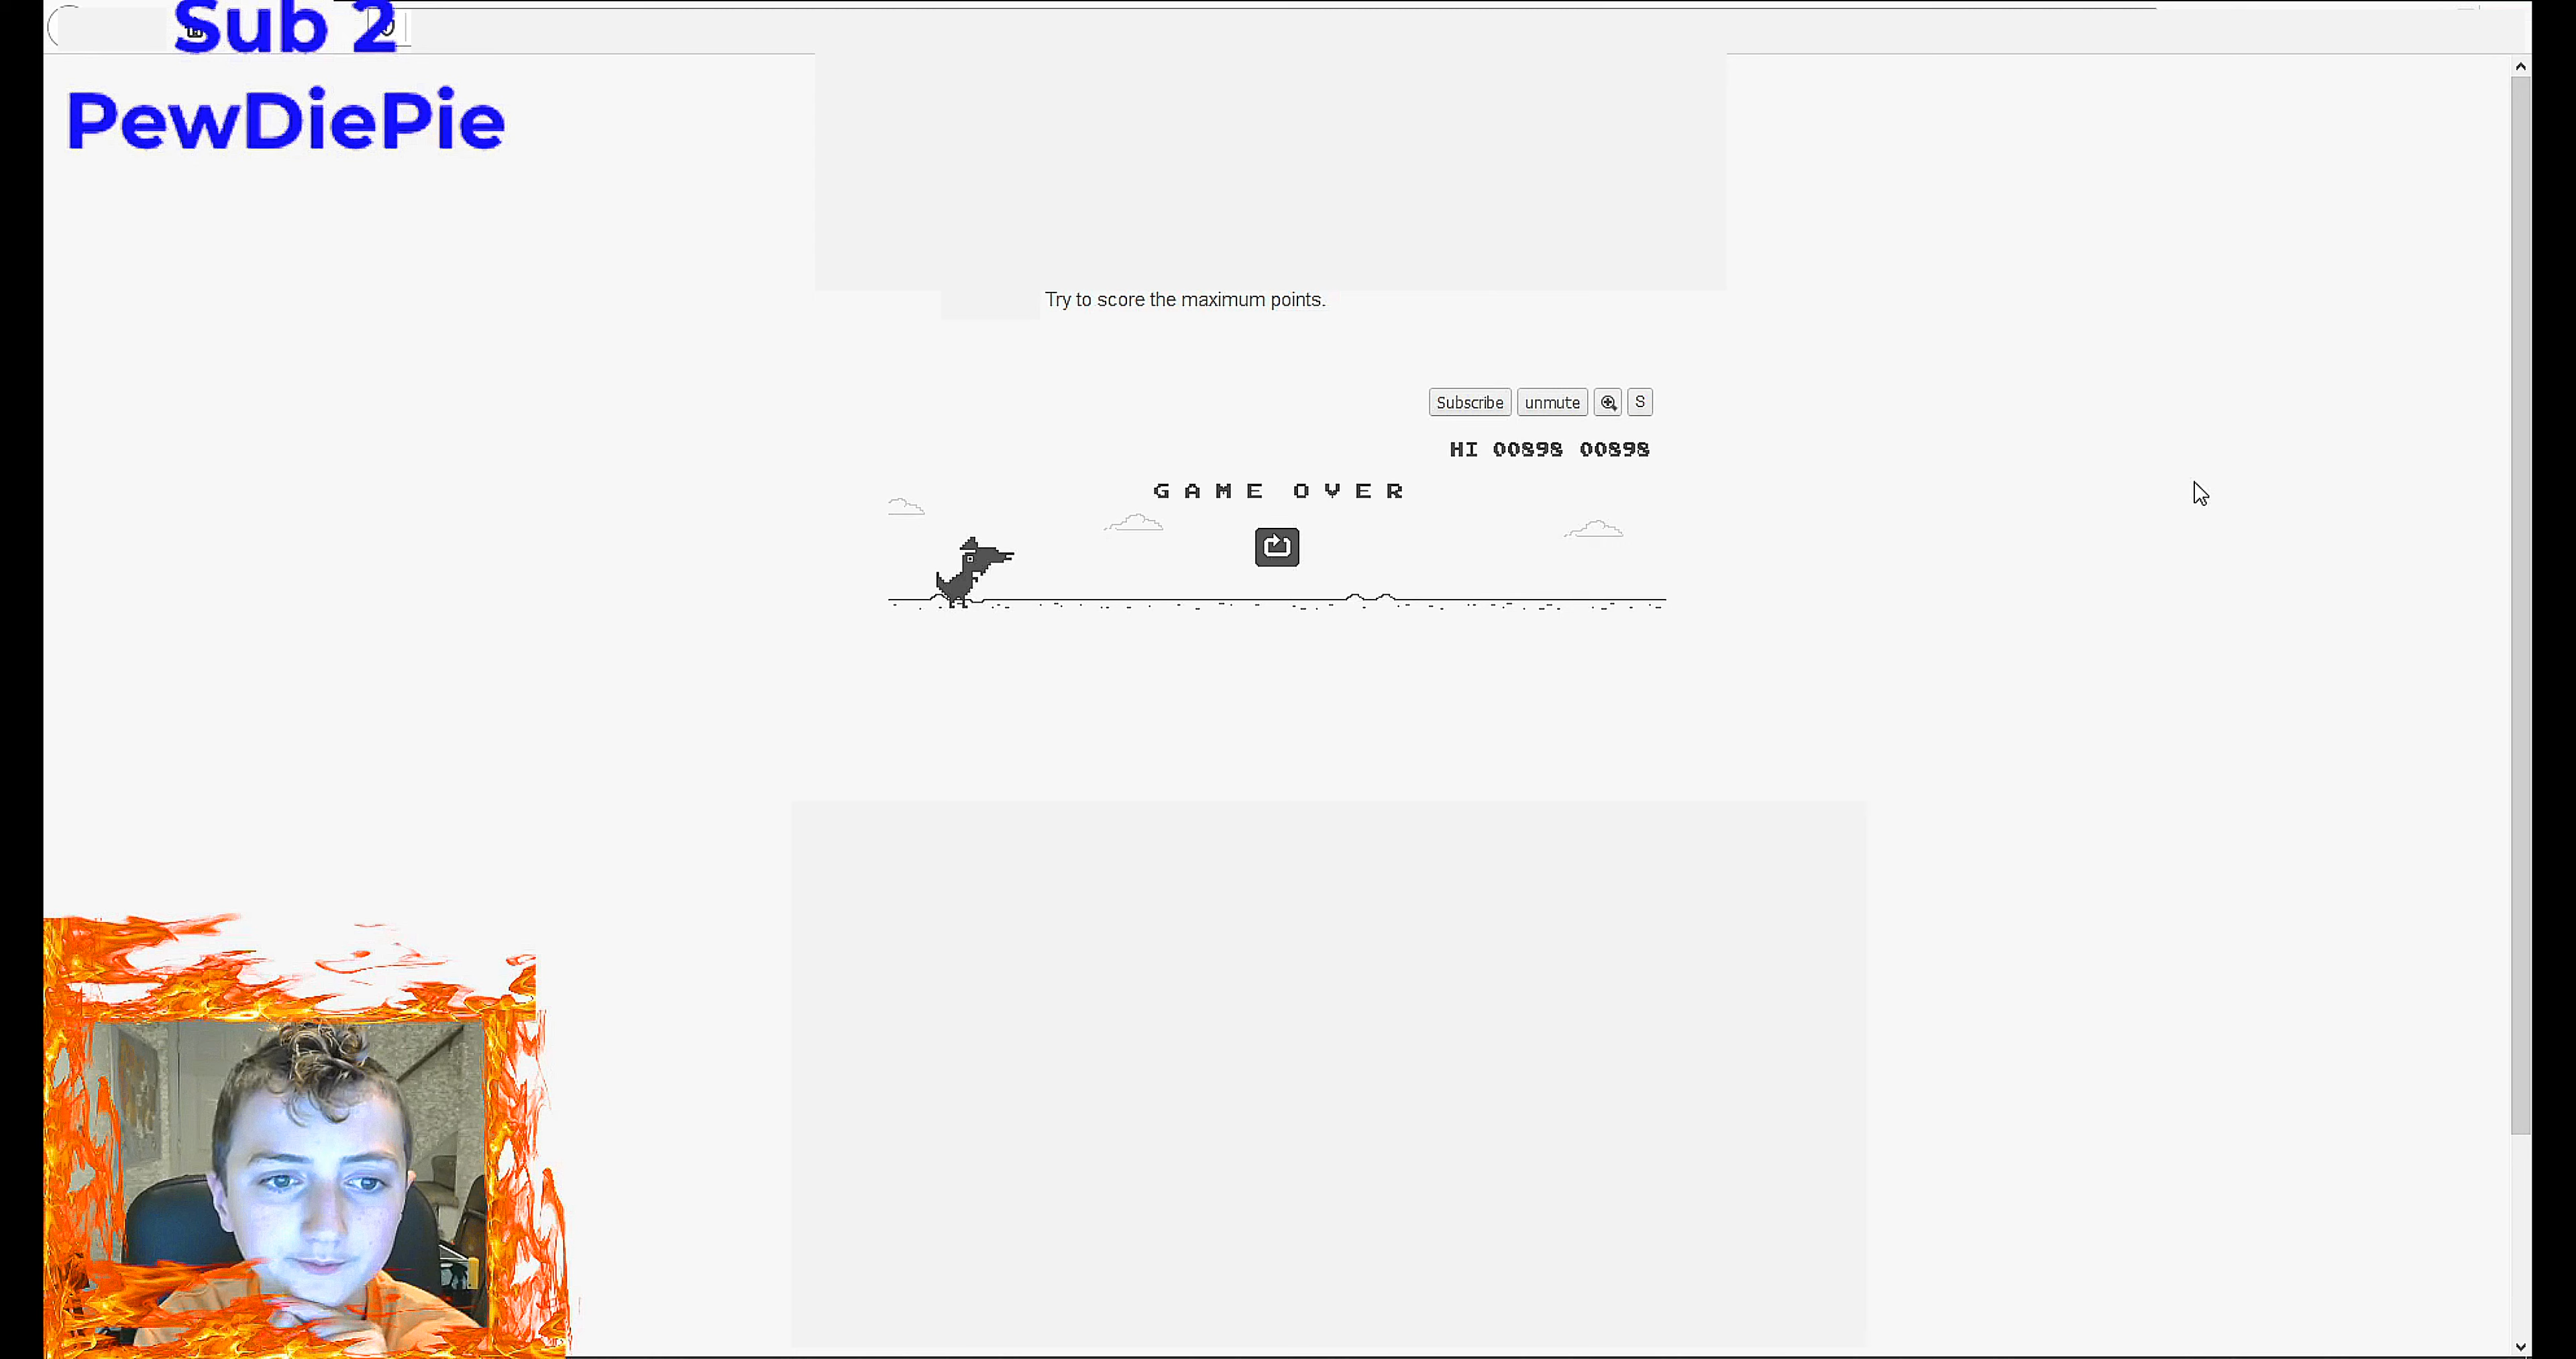 Sub 2
PewDiePie
Try to score the maximum points.
Subscribe unmute S
HI 00898 00898
GAME OVER